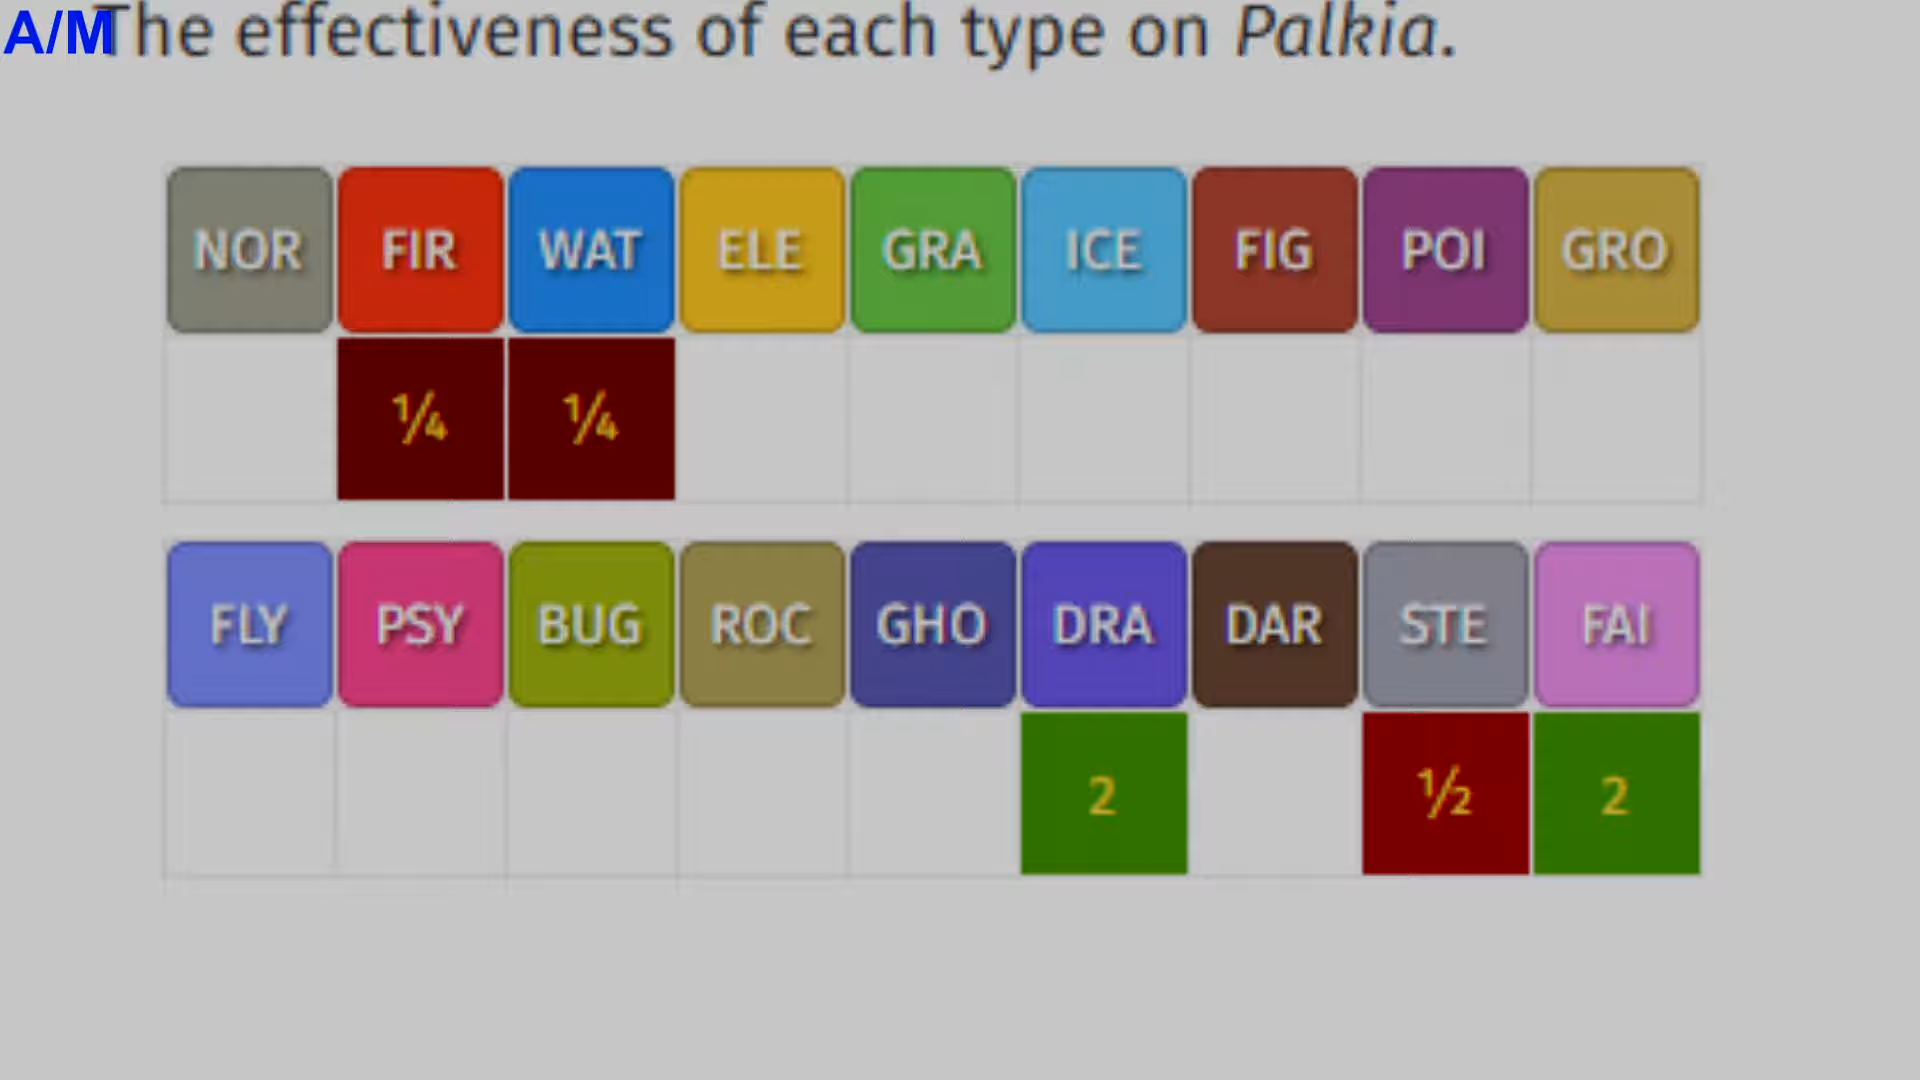 A/M
The effectiveness of each type on Palkia.
NOR FIR WAT ELE GRA ICE FIG POI GRO
¼ ¼
FLY PSY BUG ROC GHO DRA DAR STE FAI
2 ½ 2